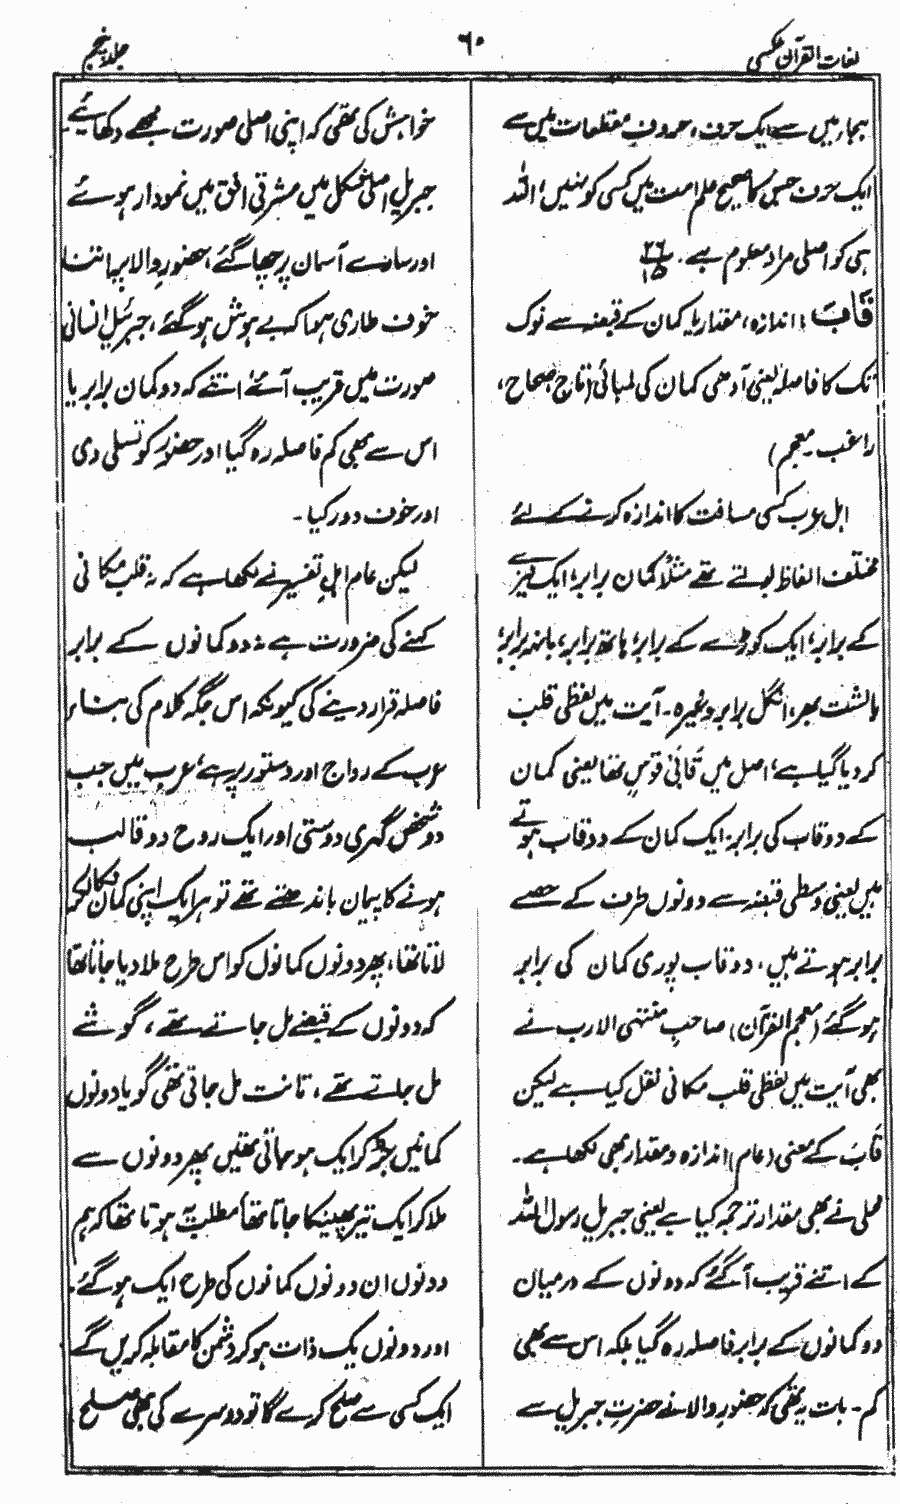 لغات القرآن عکسی
۶۰
جلد پنجم
ہجار میں سے ایک حرف، حروف مقطعات میں سے
ایک حرف جس کا صحیح علم امت میں کسی کو نہیں، اللہ
ہی کو اصلی مراد معلوم ہے۔ ۲۶ ۱۵
قَابَ: اندازہ، مقدار یا کمان کے قبضہ سے نوک
تک کا فاصلہ یعنی آدھی کمان کی لمبائی (تاج، صحاح،
راغب۔ معجم)
اہل عرب کسی مسافت کا اندازہ کرنے کے لئے
مختلف الفاظ بولتے تھے مثلاً کمان برابر، ایک نیزے
کے برابر، ایک کوڑے کے برابر، ہاتھ برابر، بانہہ برابر،
بالشت بھر، انگل برابر وغیرہ۔ آیت میں لفظی قلب
کر دیا گیا ہے، اصل میں قَابَیْ قَوْسٍ تھا یعنی کمان
کے دو قاب کی برابر۔ ایک کمان کے دو قاب ہوتے
ہیں یعنی وسطی قبضہ سے دونوں طرف کے حصے
برابر ہوتے ہیں، دو قاب پوری کمان کی برابر
ہو گئے (معجم القرآن) صاحب منتہی الارب نے
بھی آیت میں لفظی قلب مکانی نقل کیا ہے لیکن
قاب کے معنی (عام) اندازہ و مقدار بھی لکھا ہے۔
محلی نے بھی مقدار ترجمہ کیا ہے یعنی جبریل رسول اللہ
کے اتنے قریب آ گئے کہ دونوں کے درمیان
دو کمانوں کے برابر فاصلہ رہ گیا بلکہ اس سے بھی
کم۔ بات یہ تھی کہ حضور والا نے حضرت جبریل سے
خواہش کی تھی کہ اپنی اصلی صورت مجھے دکھائیے
جبریل اصلی شکل میں مشرقی افق میں نمودار ہوئے
اور سارے آسمان پر چھا گئے، حضور والا پر اتنا
خوف طاری ہوا کہ بے ہوش ہو گئے، جبرئیل انسانی
صورت میں قریب آئے اتنے کہ دو کمان برابر یا
اس سے بھی کم فاصلہ رہ گیا اور حضور کو تسلی دی
اور خوف دور کیا۔
لیکن عام اہل تفسیر نے لکھا ہے کہ نہ قلب مکانی
کہنے کی ضرورت ہے نہ دو کمانوں کے برابر
فاصلہ قرار دینے کی کیونکہ اس جگہ کلام کی بناء
عرب کے رواج اور دستور پر ہے، عرب میں جب
دو شخص گہری دوستی اور ایک روح دو قالب
ہونے کا پیمان باندھتے تھے تو ہر ایک اپنی کمان نکال کر
لاتا تھا، پھر دونوں کمانوں کو اس طرح ملا دیا جاتا تھا
کہ دونوں کے قبضے مل جاتے تھے، گوشے
مل جاتے تھے، تانت مل جاتی تھی گویا دونوں
کمانیں جڑ کر ایک ہو جاتی تھیں پھر دونوں سے
ملا کر ایک تیر پھینکا جاتا تھا مطلب یہ ہوتا تھا کہ ہم
دونوں ان دونوں کمانوں کی طرح ایک ہو گئے۔
اور دونوں یک ذات ہو کر دشمن کا مقابلہ کریں گے
ایک کسی سے صلح کرے گا تو دوسرے کی بھی صلح